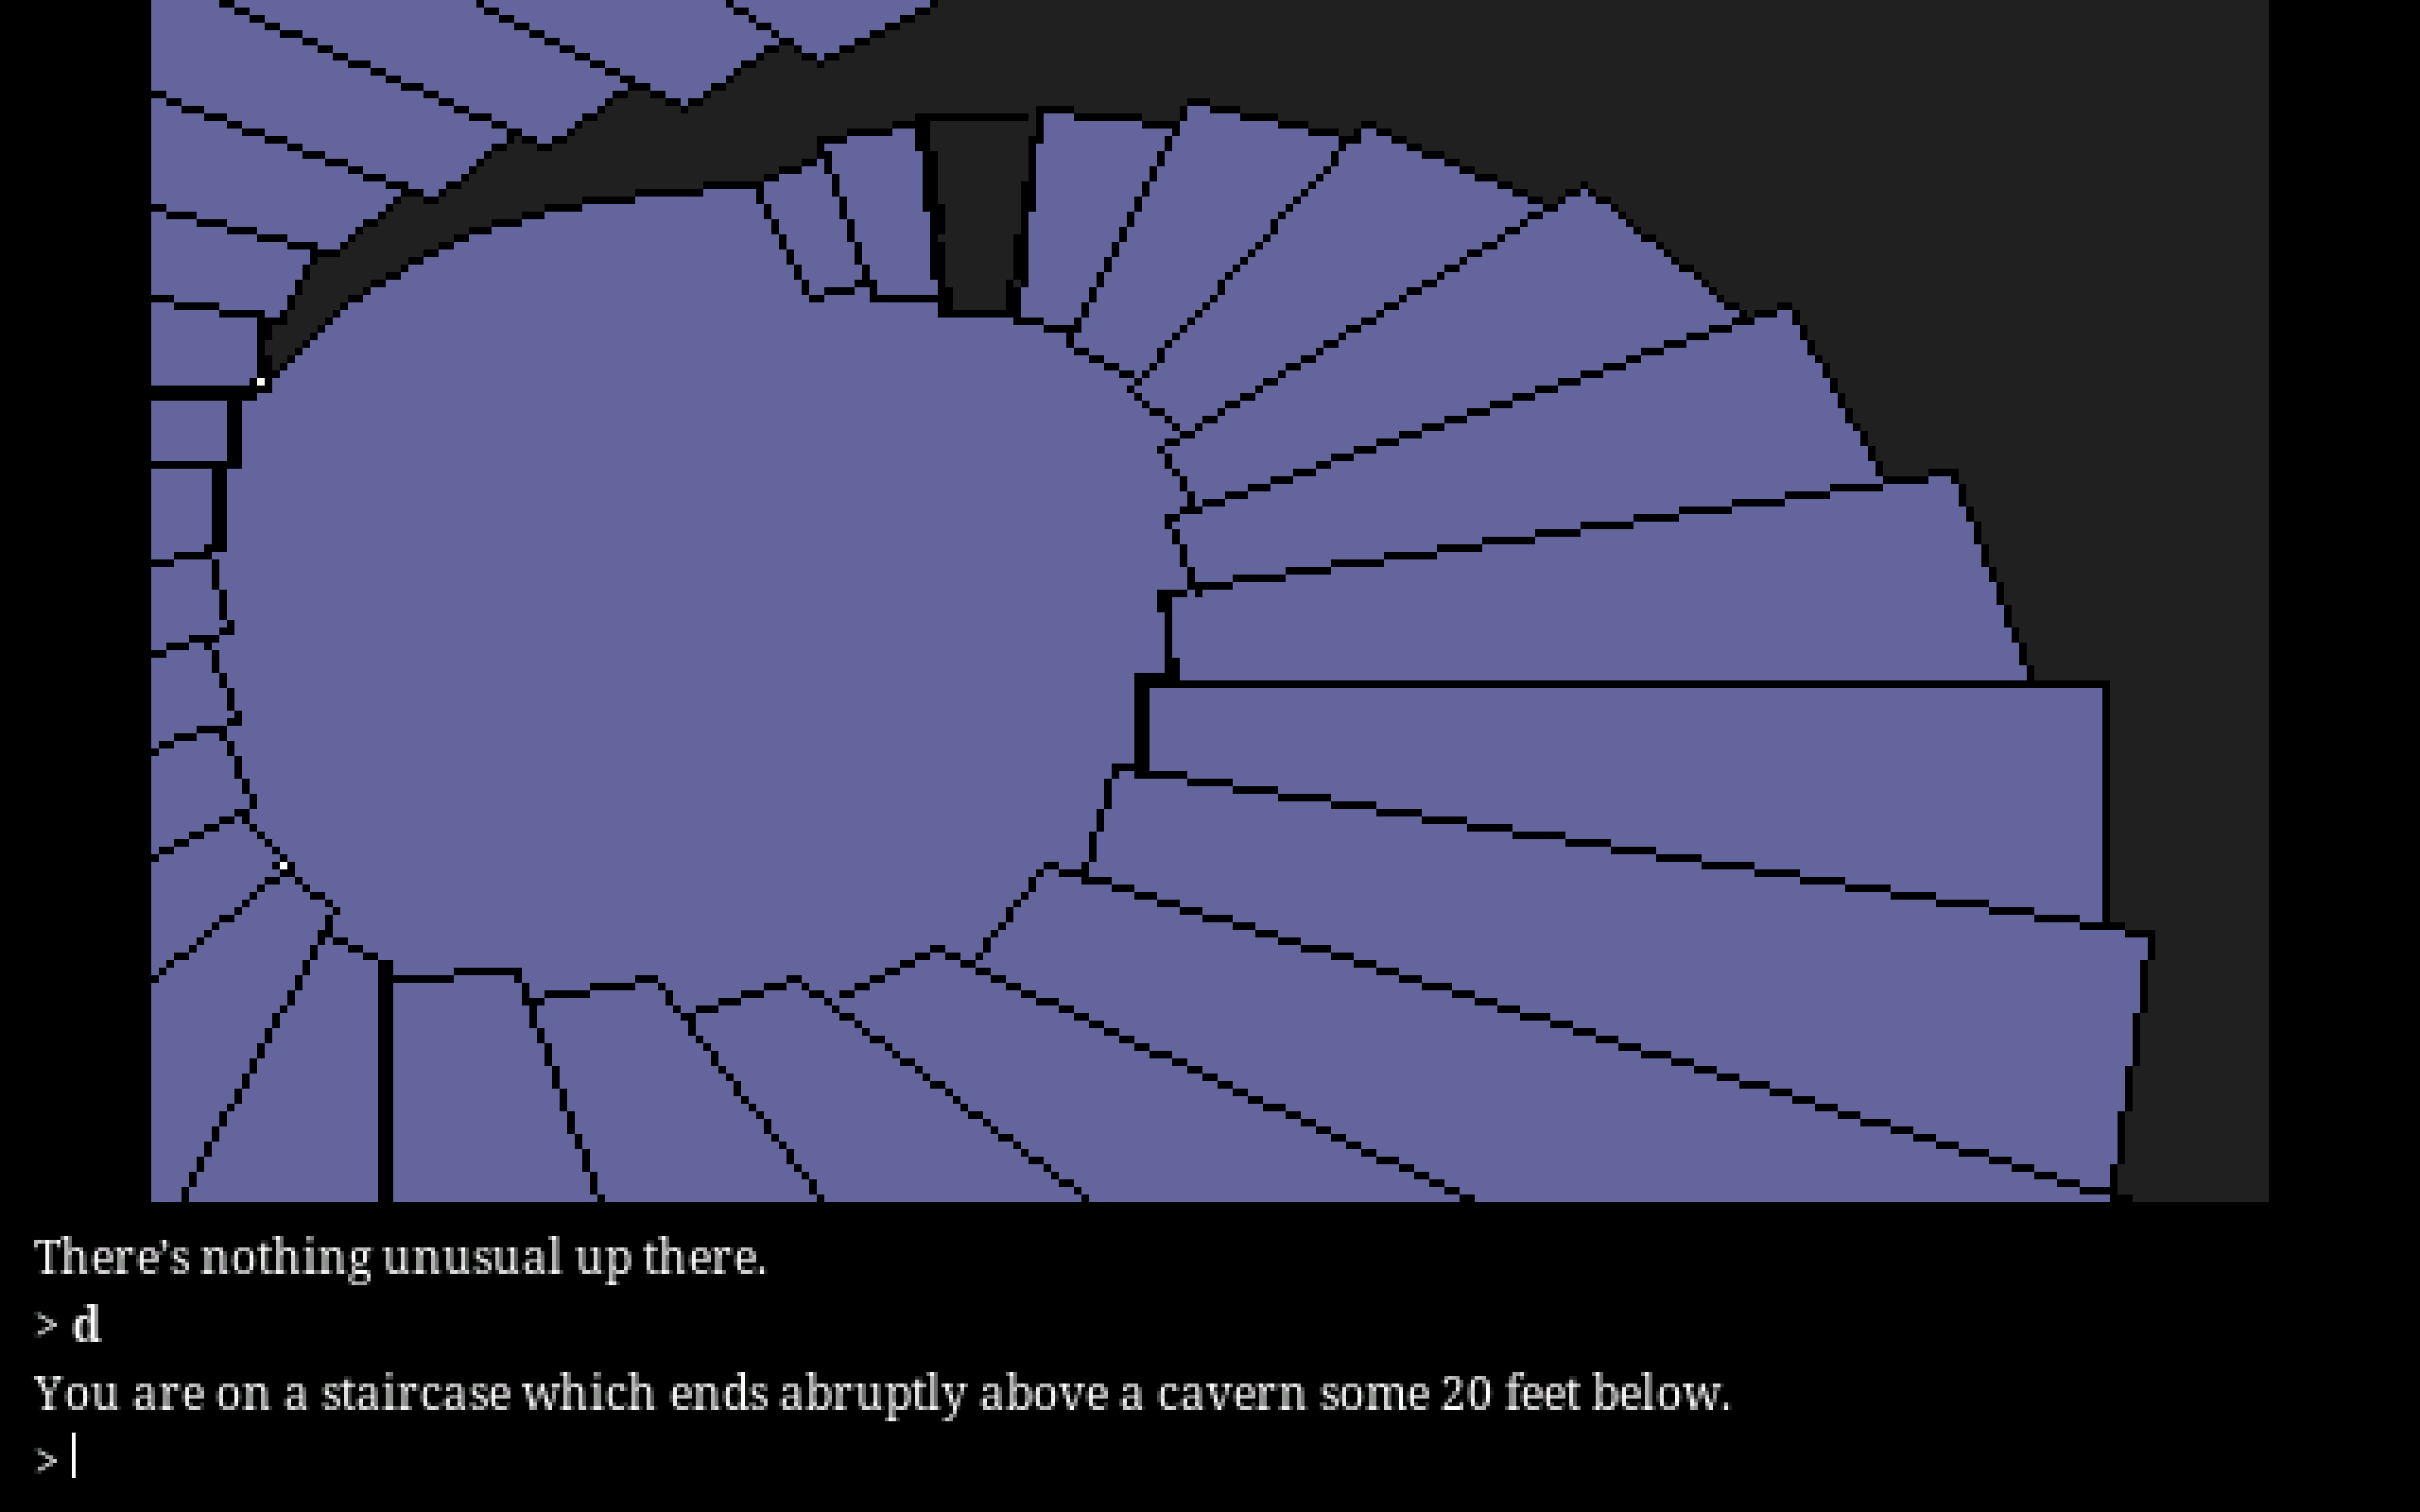 There's nothing unusual up there.
> d
You are on a staircase which ends abruptly above a cavern some 20 feet below.
>